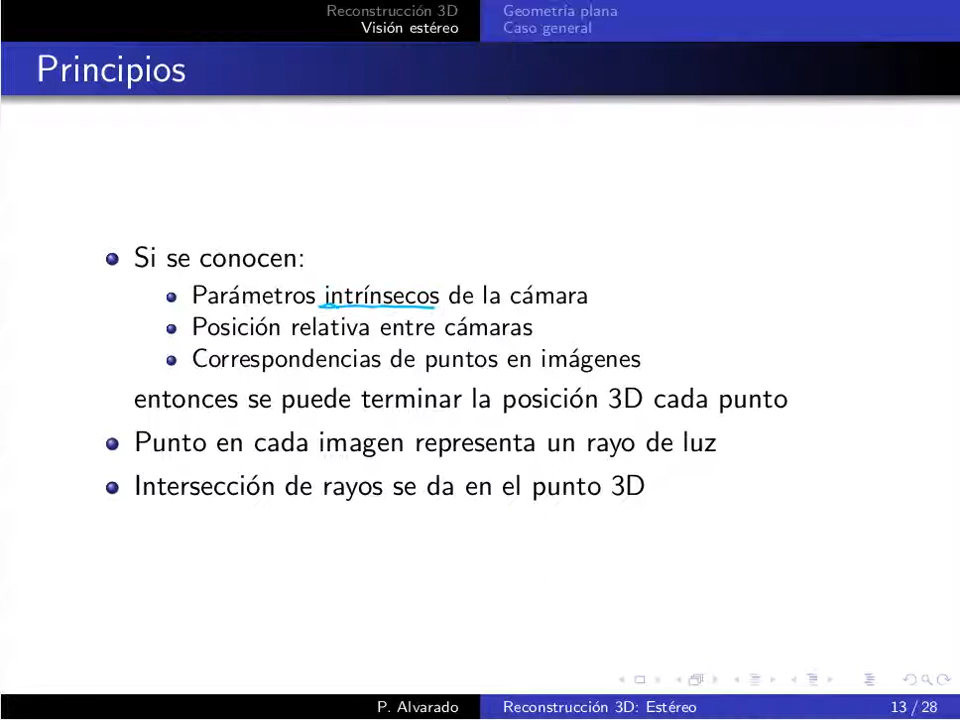 Reconstrucción 3D
Visión estéreo
Geometría plana
Caso general
Principios
Si se conocen:
Parámetros intrínsecos de la cámara
Posición relativa entre cámaras
Correspondencias de puntos en imágenes
entonces se puede terminar la posición 3D cada punto
Punto en cada imagen representa un rayo de luz
Intersección de rayos se da en el punto 3D
P. Alvarado
Reconstrucción 3D: Estéreo
13 / 28